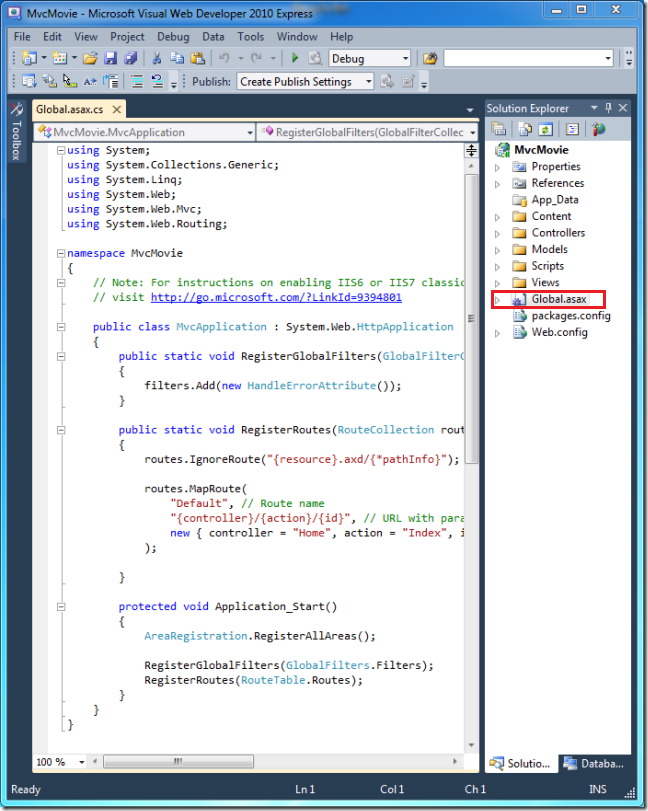 MvcMovie - Microsoft Visual Web Developer 2010 Express
File Edit View Project Debug Data Tools Window Help
Debug
Publish: Create Publish Settings
Toolbox
Global.asax.cs
MvcMovie.MvcApplication RegisterGlobalFilters(GlobalFilterCollec
using System;
using System.Collections.Generic;
using System.Linq;
using System.Web;
using System.Web.Mvc;
using System.Web.Routing;
namespace MvcMovie
{
// Note: For instructions on enabling IIS6 or IIS7 classic
// visit http://go.microsoft.com/?LinkId=9394801
public class MvcApplication : System.Web.HttpApplication
{
public static void RegisterGlobalFilters(GlobalFilterC
{
filters.Add(new HandleErrorAttribute());
}
public static void RegisterRoutes(RouteCollection rout
{
routes.IgnoreRoute("{resource}.axd/{*pathInfo}");
routes.MapRoute(
"Default", // Route name
"{controller}/{action}/{id}", // URL with para
new { controller = "Home", action = "Index", i
);
}
protected void Application_Start()
{
AreaRegistration.RegisterAllAreas();
RegisterGlobalFilters(GlobalFilters.Filters);
RegisterRoutes(RouteTable.Routes);
}
}
}
100 %
Solution Explorer
MvcMovie
Properties
References
App_Data
Content
Controllers
Models
Scripts
Views
Global.asax
packages.config
Web.config
Solutio... Databa...
Ready Ln 1 Col 1 Ch 1 INS